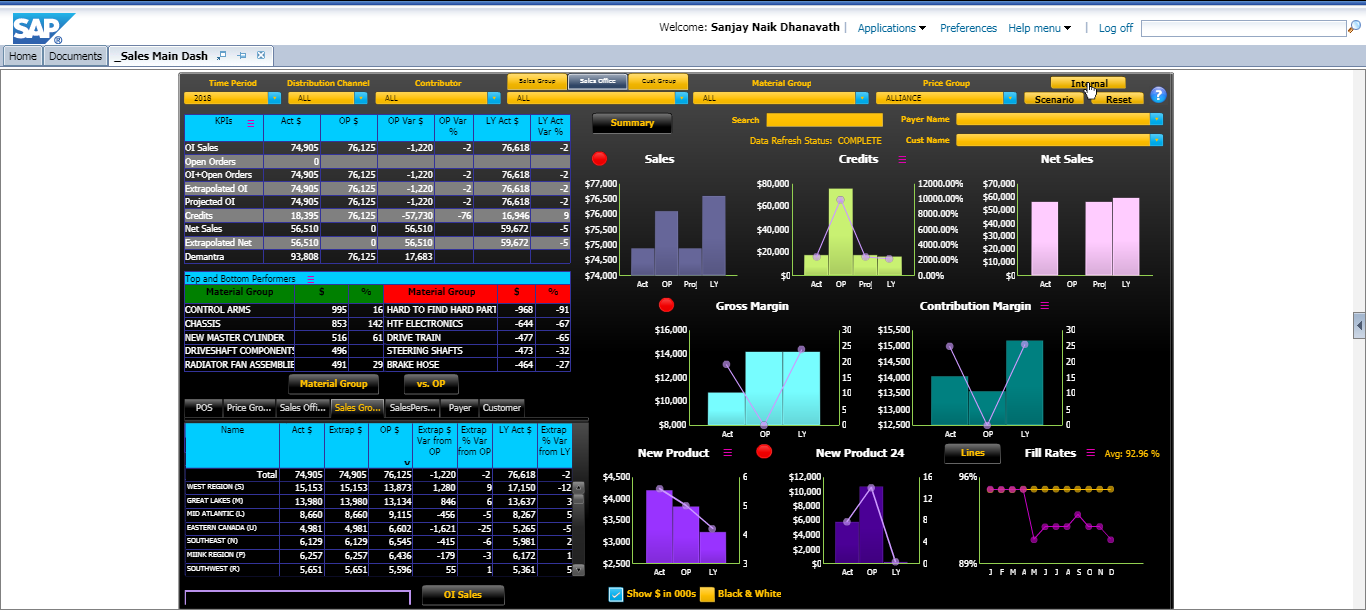 SAP ®
Welcome: Sanjay Naik Dhanavath | Applications Preferences Help menu | Log off
Home Documents _Sales Main Dash
Time Period Distribution Channel Contributor Sales Group Sales Office Cust Group Material Group Price Group Internal
2018 ALL ALL ALL ALL ALLIANCE Scenario Reset ?
KPIs Act $ OP $ OP Var $ OP Var % LY Act $ LY Act Var %
OI Sales 74,905 76,125 -1,220 -2 76,618 -2
Open Orders 0
OI+Open Orders 74,905 76,125 -1,220 -2 76,618 -2
Extrapolated OI 74,905 76,125 -1,220 -2 76,618 -2
Projected OI 74,905 76,125 -1,220 -2 76,618 -2
Credits 18,395 76,125 -57,730 -76 16,946 9
Net Sales 56,510 0 56,510 59,672 -5
Extrapolated Net 56,510 0 56,510 59,672 -5
Demantra 93,808 76,125 17,683
Summary Search Payer Name
Data Refresh Status: COMPLETE Cust Name
Sales
$77,000
$76,500
$76,000
$75,500
$75,000
$74,500
$74,000
Act OP Proj LY
Credits
$80,000
$60,000
$40,000
$20,000
$0
12000.00%
10000.00%
8000.00%
6000.00%
4000.00%
2000.00%
0.00%
Act OP Proj LY
Net Sales
$70,000
$60,000
$50,000
$40,000
$30,000
$20,000
$10,000
$0
Act OP Proj LY
Top and Bottom Performers
Material Group $ % Material Group $ %
CONTROL ARMS 995 16 HARD TO FIND HARD PART -968 -91
CHASSIS 853 142 HTF ELECTRONICS -644 -67
NEW MASTER CYLINDER 516 61 DRIVE TRAIN -477 -65
DRIVESHAFT COMPONENTS 496 STEERING SHAFTS -473 -32
RADIATOR FAN ASSEMBLIE 491 29 BRAKE HOSE -464 -27
Material Group vs. OP
Gross Margin
$16,000
$14,000
$12,000
$10,000
$8,000
30
25
20
15
10
5
0
Act OP LY
Contribution Margin
$15,500
$15,000
$14,500
$14,000
$13,500
$13,000
$12,500
30
25
20
15
10
5
0
Act OP LY
POS Price Gro... Sales Offi... Sales Gro... SalesPers... Payer Customer
Name Act $ Extrap $ OP $ Extrap $ Var from OP Extrap % Var from OP LY Act $ Extrap % Var from LY
Total 74,905 74,905 76,125 -1,220 -2 76,618 -2
WEST REGION (S) 15,153 15,153 13,873 1,280 9 17,150 -12
GREAT LAKES (M) 13,980 13,980 13,134 846 6 13,637 3
MID ATLANTIC (L) 8,660 8,660 9,115 -456 -5 8,267 5
EASTERN CANADA (U) 4,981 4,981 6,602 -1,621 -25 5,265 -5
SOUTHEAST (N) 6,129 6,129 6,545 -415 -6 5,981 2
MINK REGION (P) 6,257 6,257 6,436 -179 -3 6,172 1
SOUTHWEST (R) 5,651 5,651 5,596 55 1 5,361 5
OI Sales
New Product
$4,500
$4,000
$3,500
$3,000
$2,500
6
5
4
3
Act OP LY
New Product 24
$12,000
$10,000
$8,000
$6,000
$4,000
$2,000
$0
16
12
8
4
0
Act OP LY
Lines Fill Rates Avg: 92.96 %
96%
89%
J F M A M J J A S O N D
Show $ in 000s Black & White